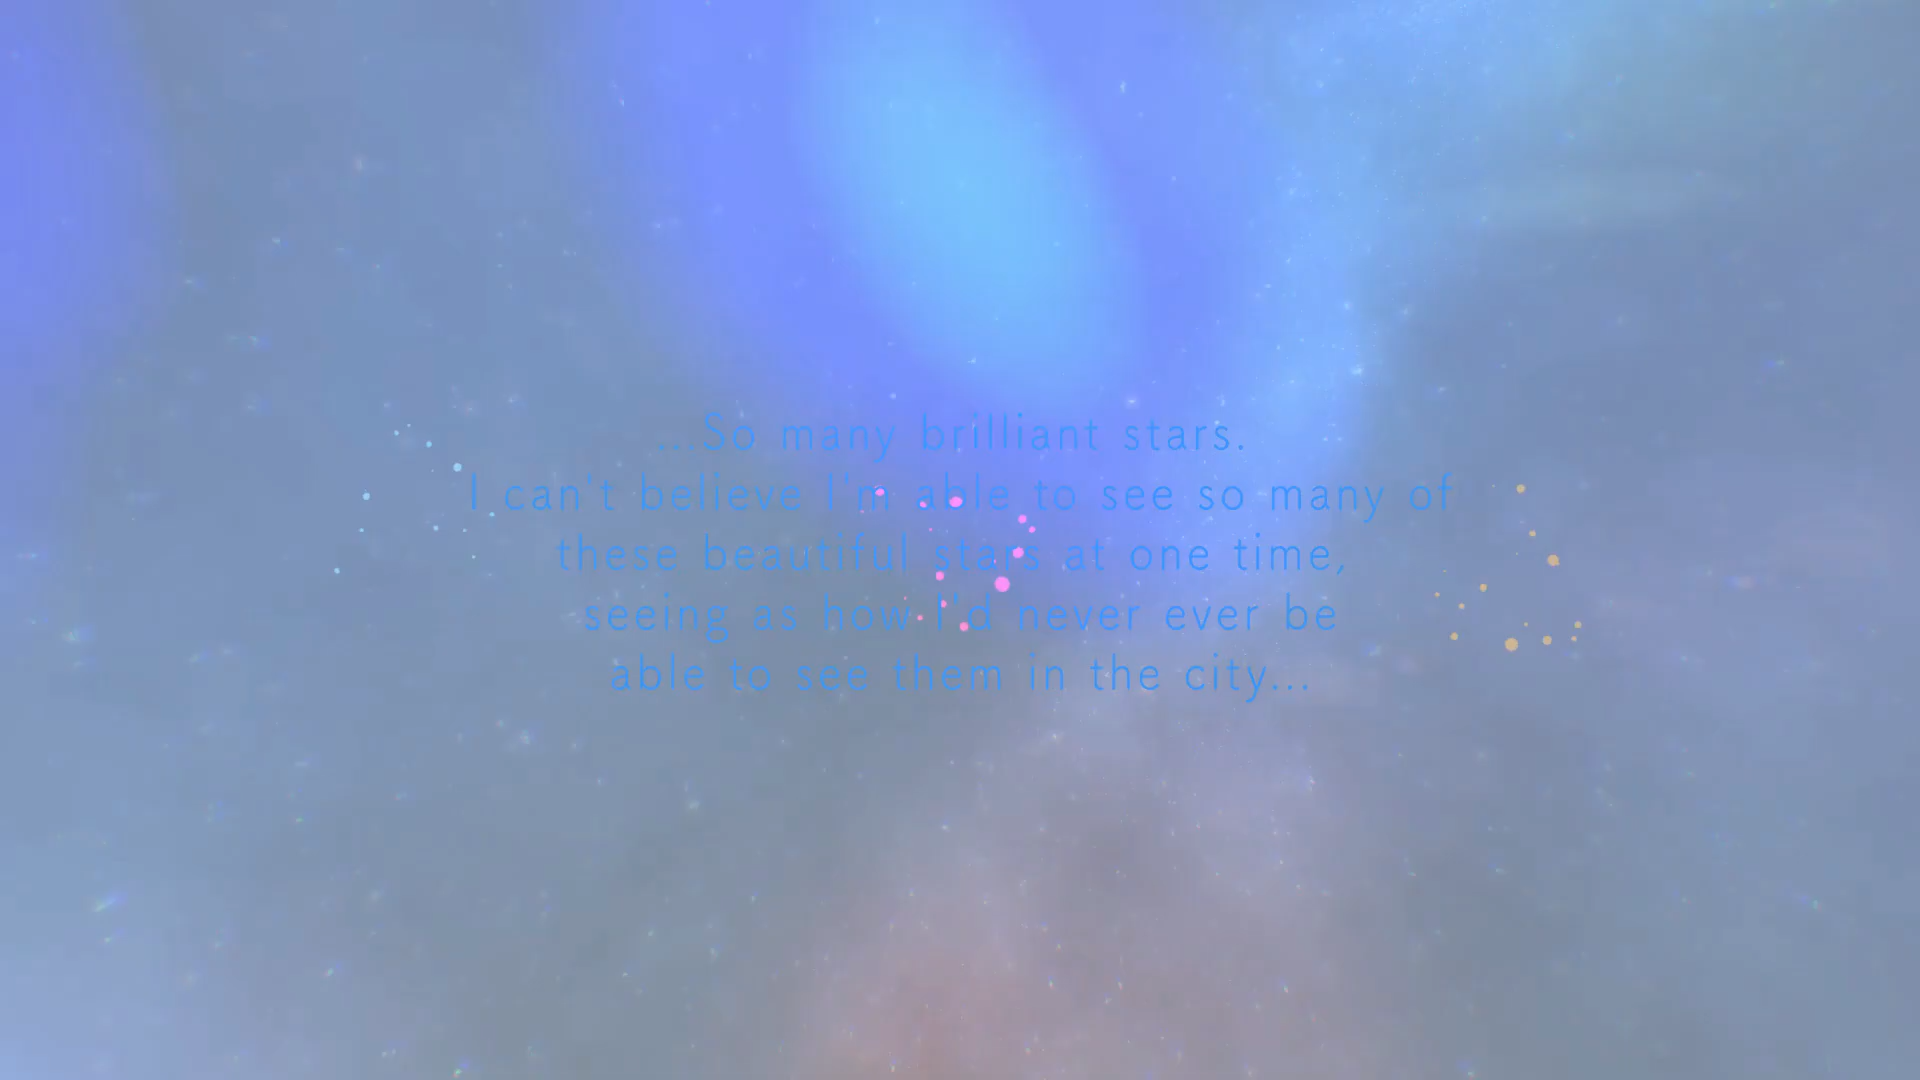 ...So many brilliant stars.
I can't believe I'm able to see so many of
these beautiful stars at one time,
seeing as how I'd never ever be
able to see them in the city...